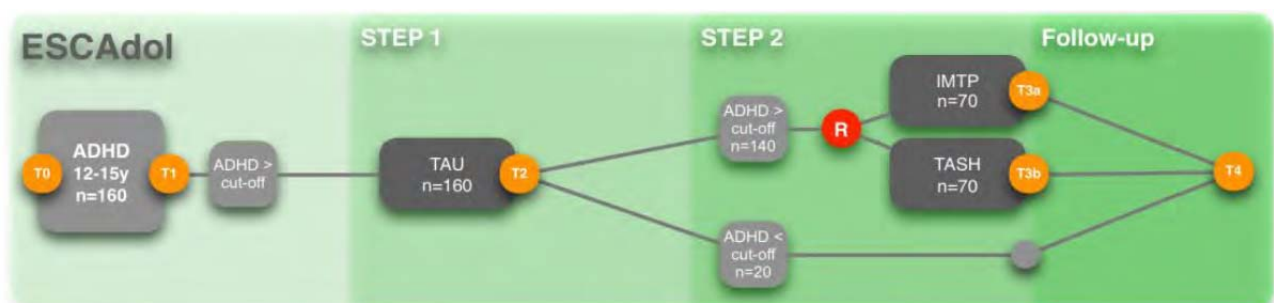 ESCAdol
STEP 1
STEP 2
Follow-up
T0
ADHD
12-15y
n=160
T1
ADHD >
cut-off
TAU
n=160
T2
ADHD >
cut-off
n=140
R
IMTP
n=70
T3a
TASH
n=70
T3b
ADHD <
cut-off
n=20
T4